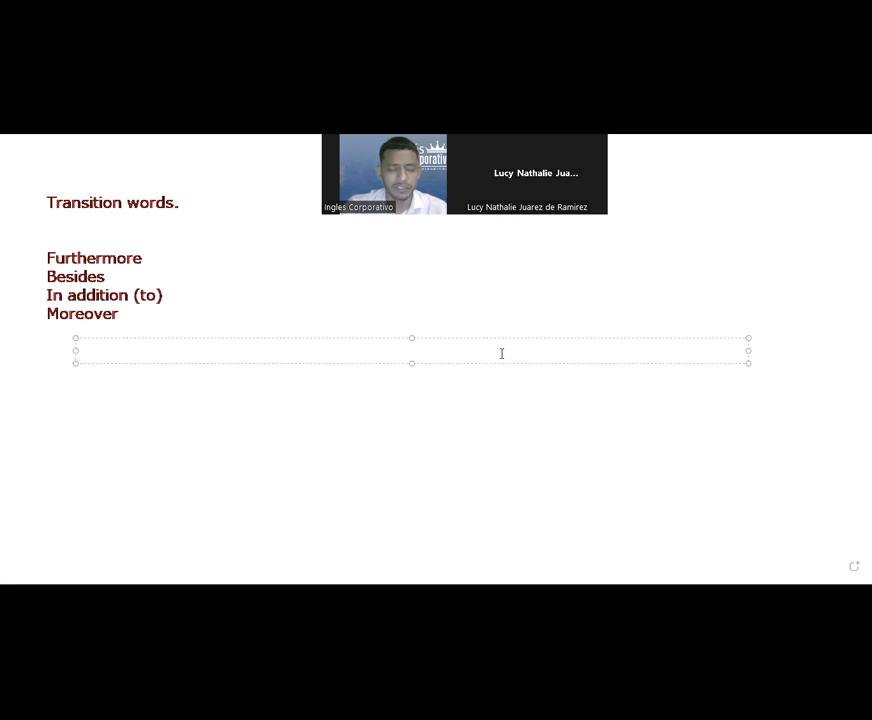 Transition words.
Furthermore
Besides
In addition (to)
Moreover
Lucy Nathalie Jua...
Ingles Corporativo
Lucy Nathalie Juarez de Ramirez